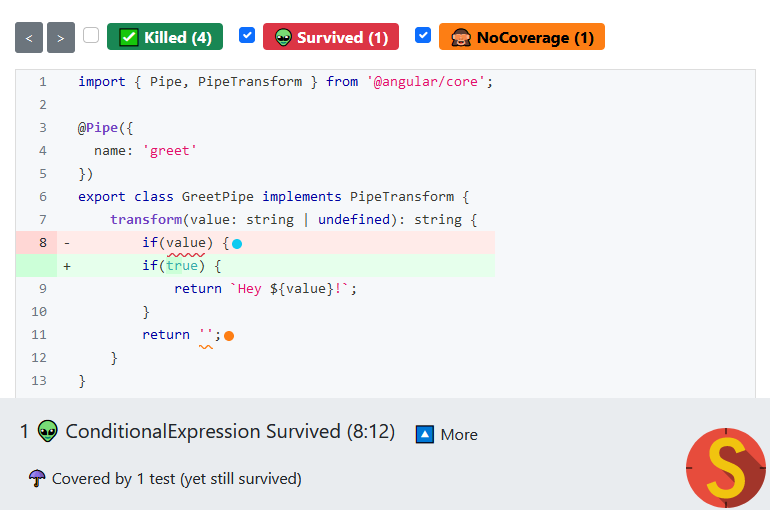 < > Killed (4) Survived (1) NoCoverage (1)
1 import { Pipe, PipeTransform } from '@angular/core';
2
3 @Pipe({
4 name: 'greet'
5 })
6 export class GreetPipe implements PipeTransform {
7 transform(value: string | undefined): string {
8 - if(value) {
+ if(true) {
9 return `Hey ${value}!`;
10 }
11 return '';
12 }
13 }
1 ConditionalExpression Survived (8:12) More
Covered by 1 test (yet still survived)
S